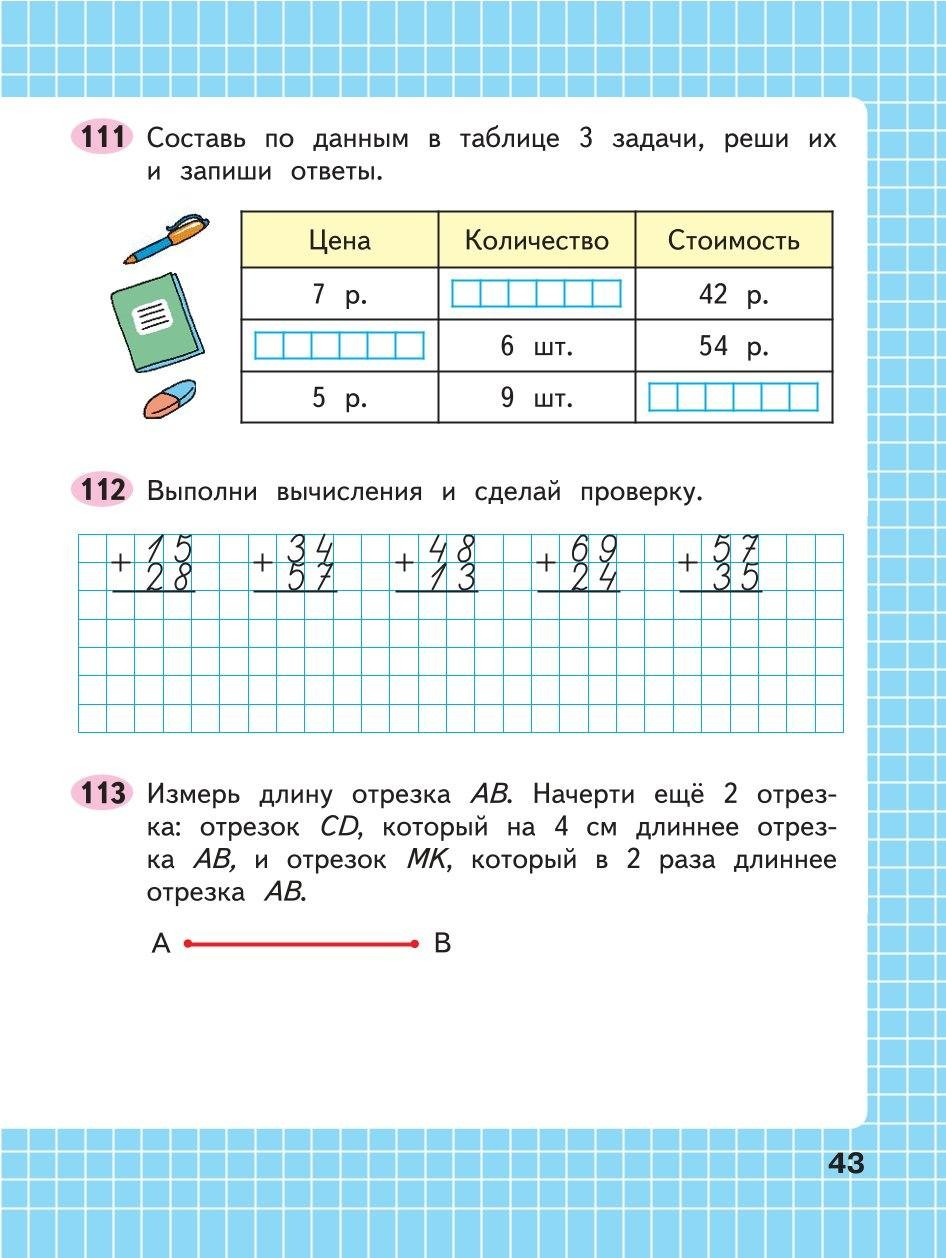 111 Составь по данным в таблице 3 задачи, реши их
и запиши ответы.
Цена Количество Стоимость
7 р. 42 р.
6 шт. 54 р.
5 р. 9 шт.
112 Выполни вычисления и сделай проверку.
+ 15 + 34 + 48 + 69 + 57
28 57 13 24 35
113 Измерь длину отрезка AB. Начерти ещё 2 отрез-
ка: отрезок CD, который на 4 см длиннее отрез-
ка AB, и отрезок MK, который в 2 раза длиннее
отрезка AB.
A B
43